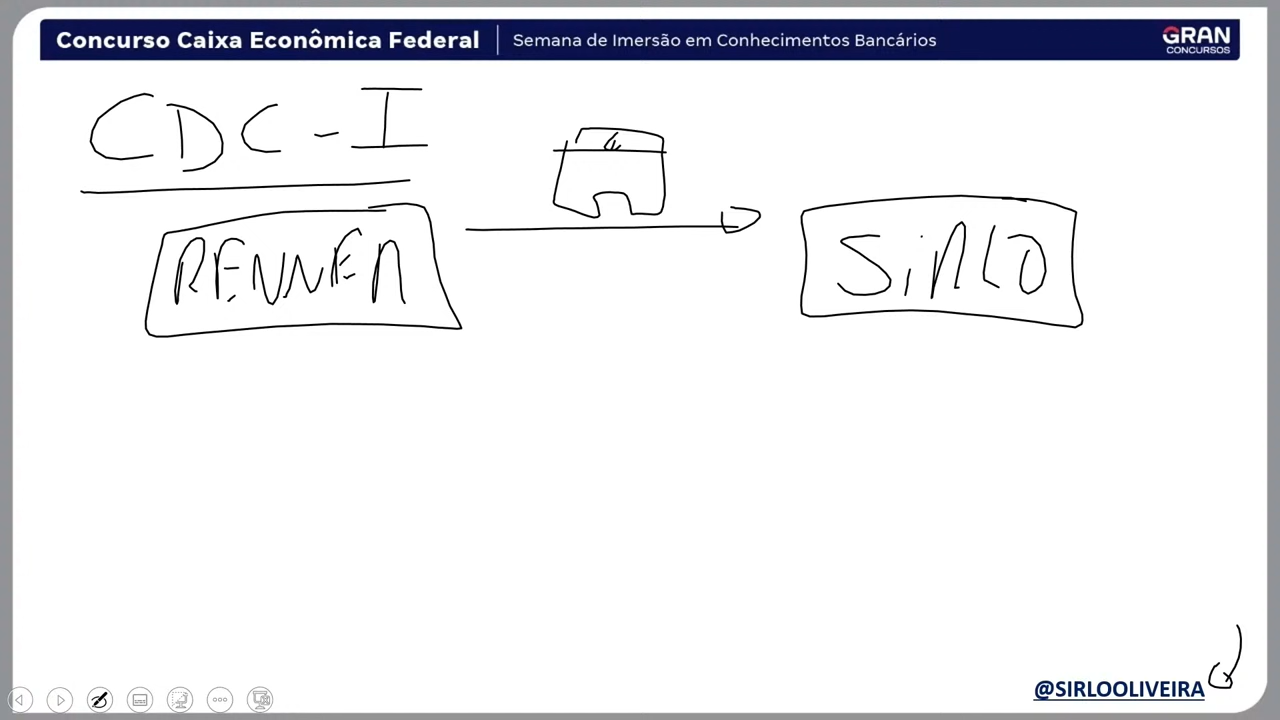 Concurso Caixa Econômica Federal | Semana de Imersão em Conhecimentos Bancários
GRAN
CONCURSOS
CDC-I
RENNER
SiRLO
@SIRLOOLIVEIRA